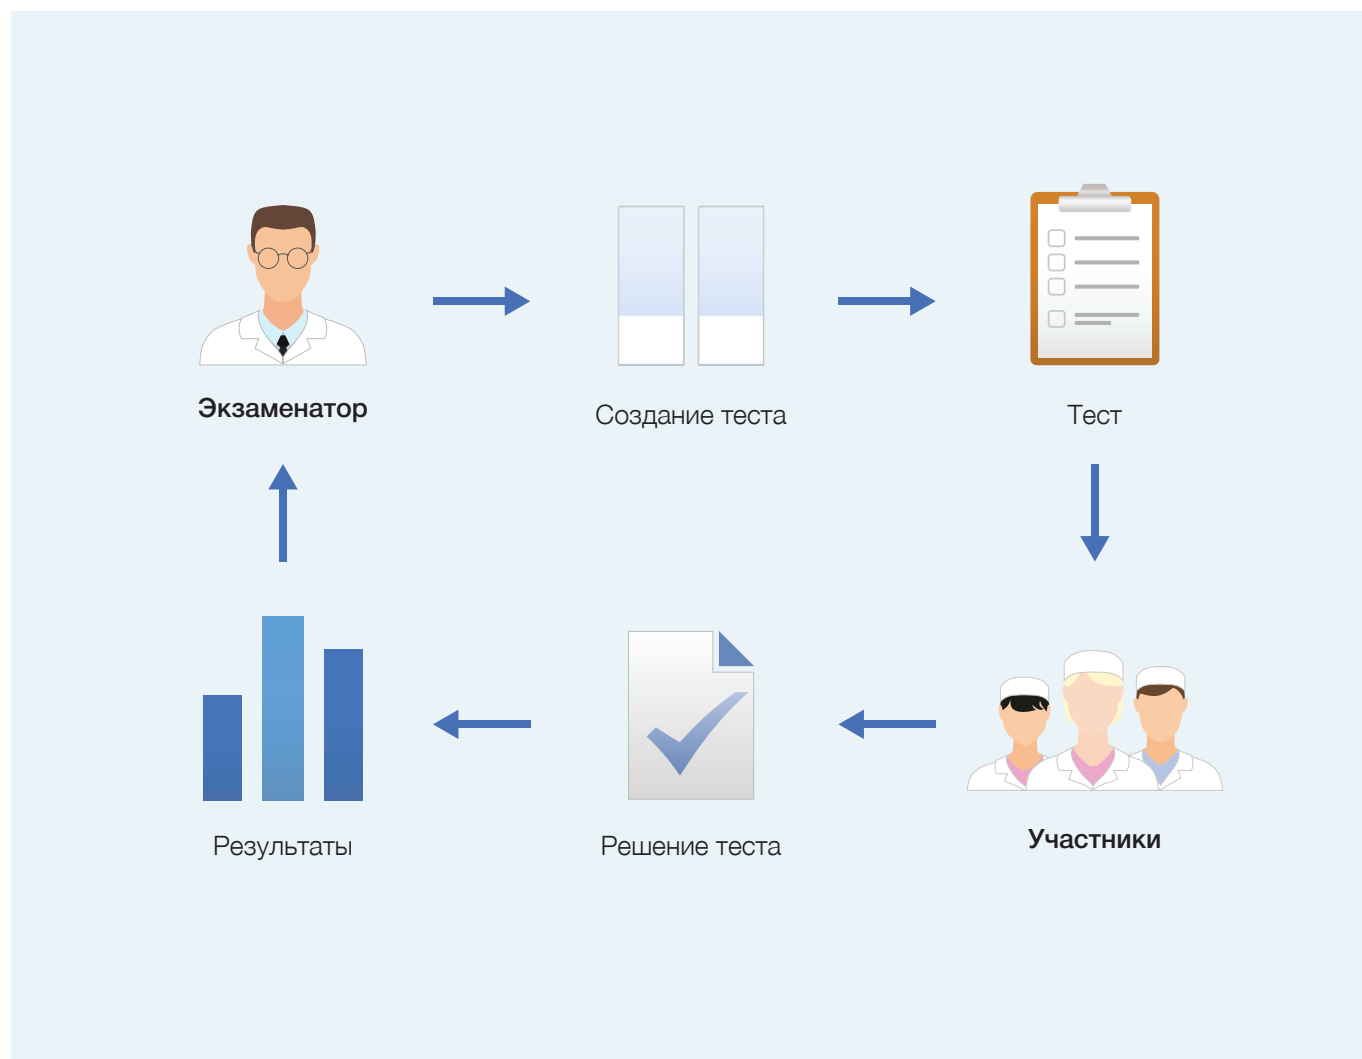 Экзаменатор
Создание теста
Тест
Результаты
Решение теста
Участники